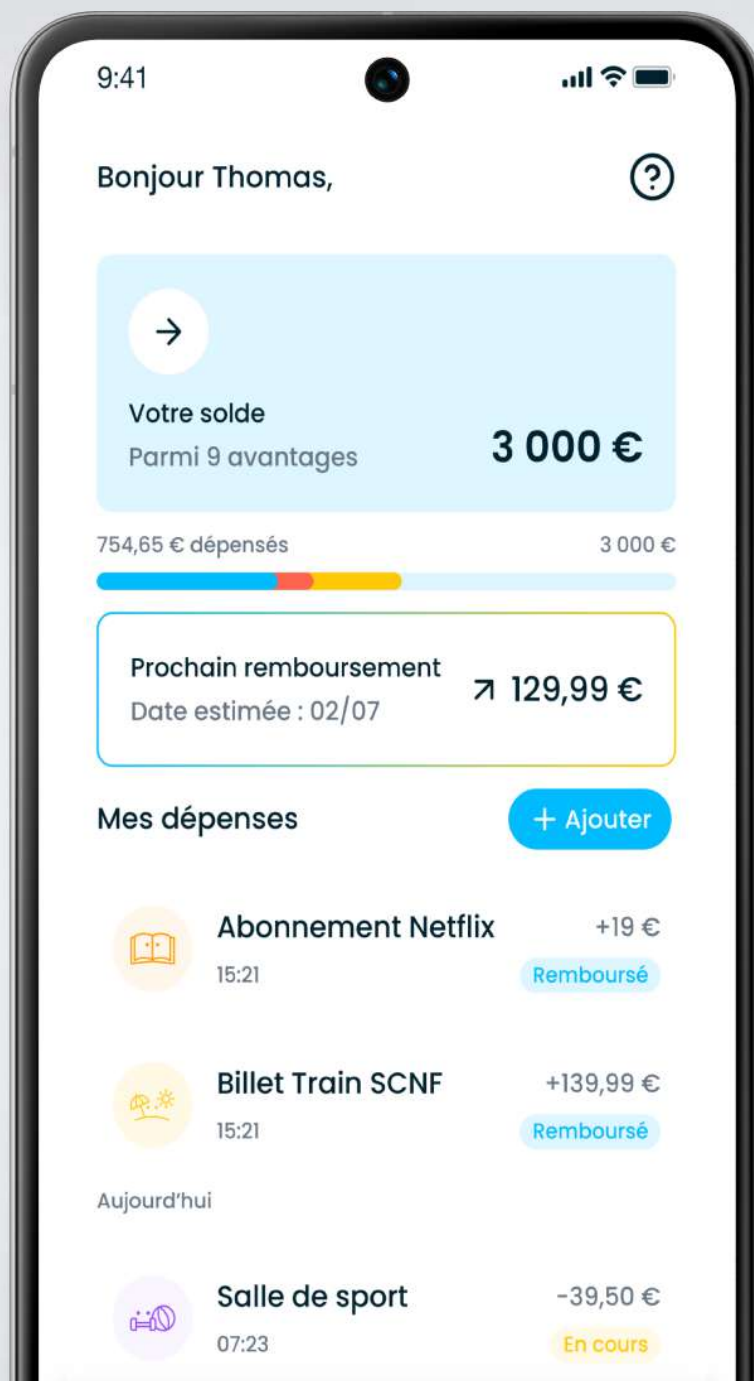 9:41
Bonjour Thomas,
Votre solde
Parmi 9 avantages
3 000 €
754,65 € dépensés
3 000 €
Prochain remboursement
Date estimée : 02/07
129,99 €
Mes dépenses
+ Ajouter
Abonnement Netflix
+19 €
15:21
Remboursé
Billet Train SCNF
+139,99 €
15:21
Remboursé
Aujourd'hui
Salle de sport
-39,50 €
07:23
En cours